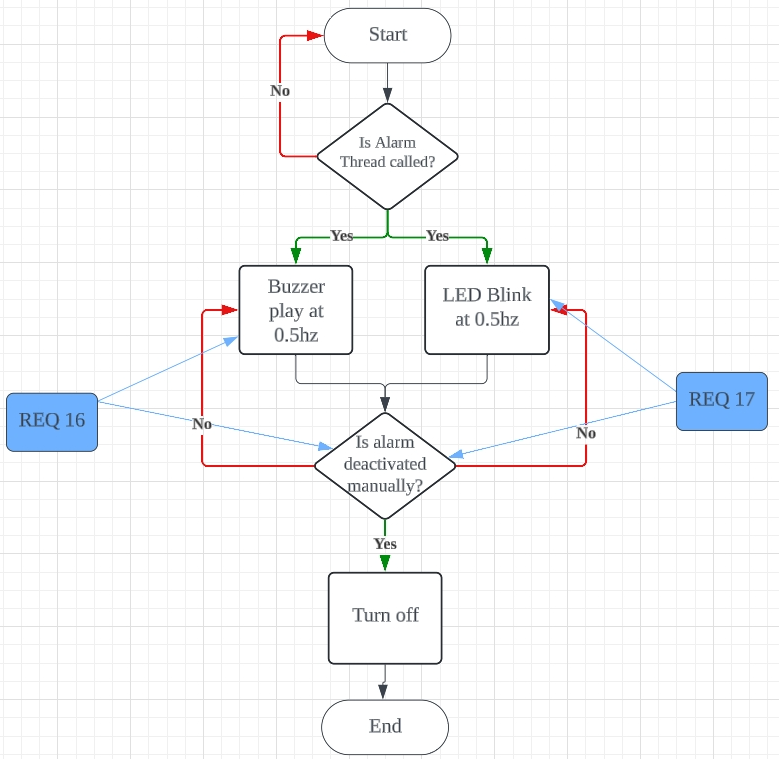 Start
No
Is Alarm
Thread called?
Yes
Yes
Buzzer
play at
0.5hz
LED Blink
at 0.5hz
REQ 16
REQ 17
No
No
Is alarm
deactivated
manually?
Yes
Turn off
End